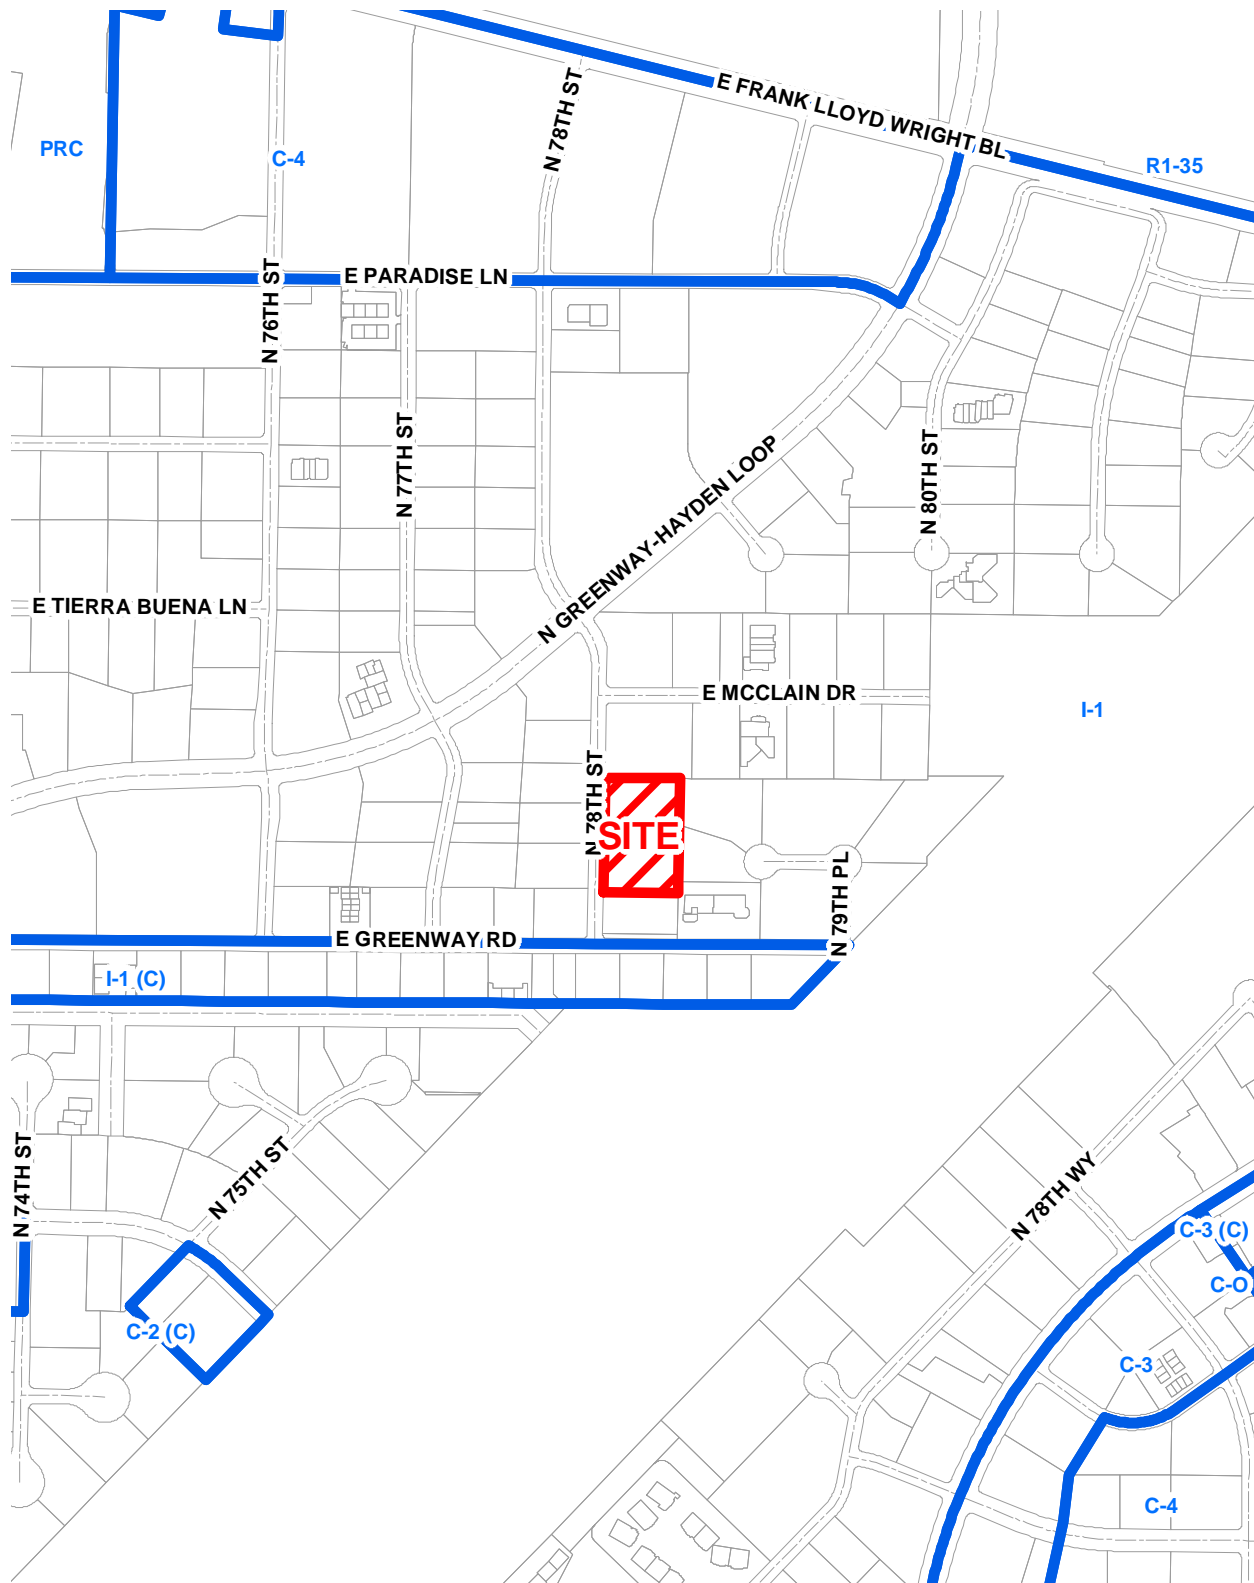 E FRANK LLOYD WRIGHT BL
N 78TH ST
PRC
C-4
R1-35
E PARADISE LN
N 76TH ST
N 77TH ST
N GREENWAY-HAYDEN LOOP
N 80TH ST
E TIERRA BUENA LN
E MCCLAIN DR
I-1
N 78TH ST
SITE
N 79TH PL
E GREENWAY RD
I-1 (C)
N 74TH ST
N 75TH ST
N 78TH WY
C-3 (C)
C-O
C-2 (C)
C-3
C-4